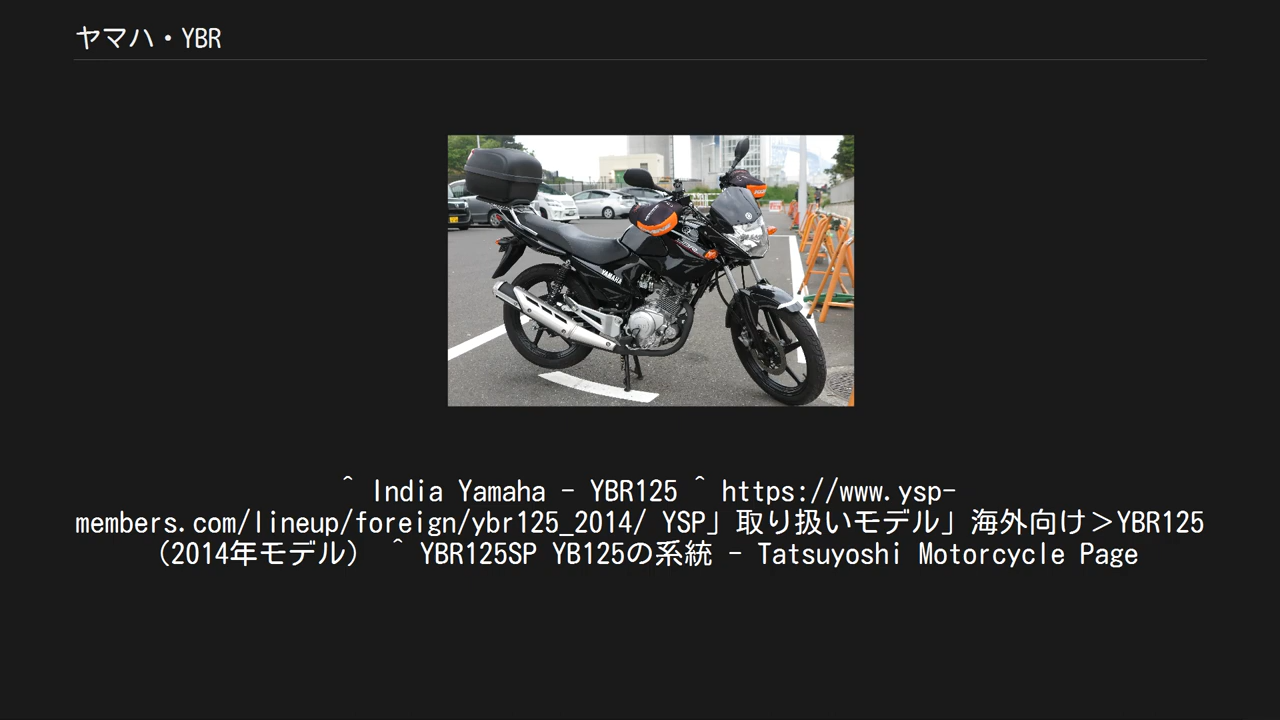 ヤマハ・YBR
YAMAHA
^ India Yamaha - YBR125 ^ https://www.ysp-
members.com/lineup/foreign/ybr125_2014/ YSP」取り扱いモデル」海外向け＞YBR125
（2014年モデル） ^ YBR125SP YB125の系統 - Tatsuyoshi Motorcycle Page